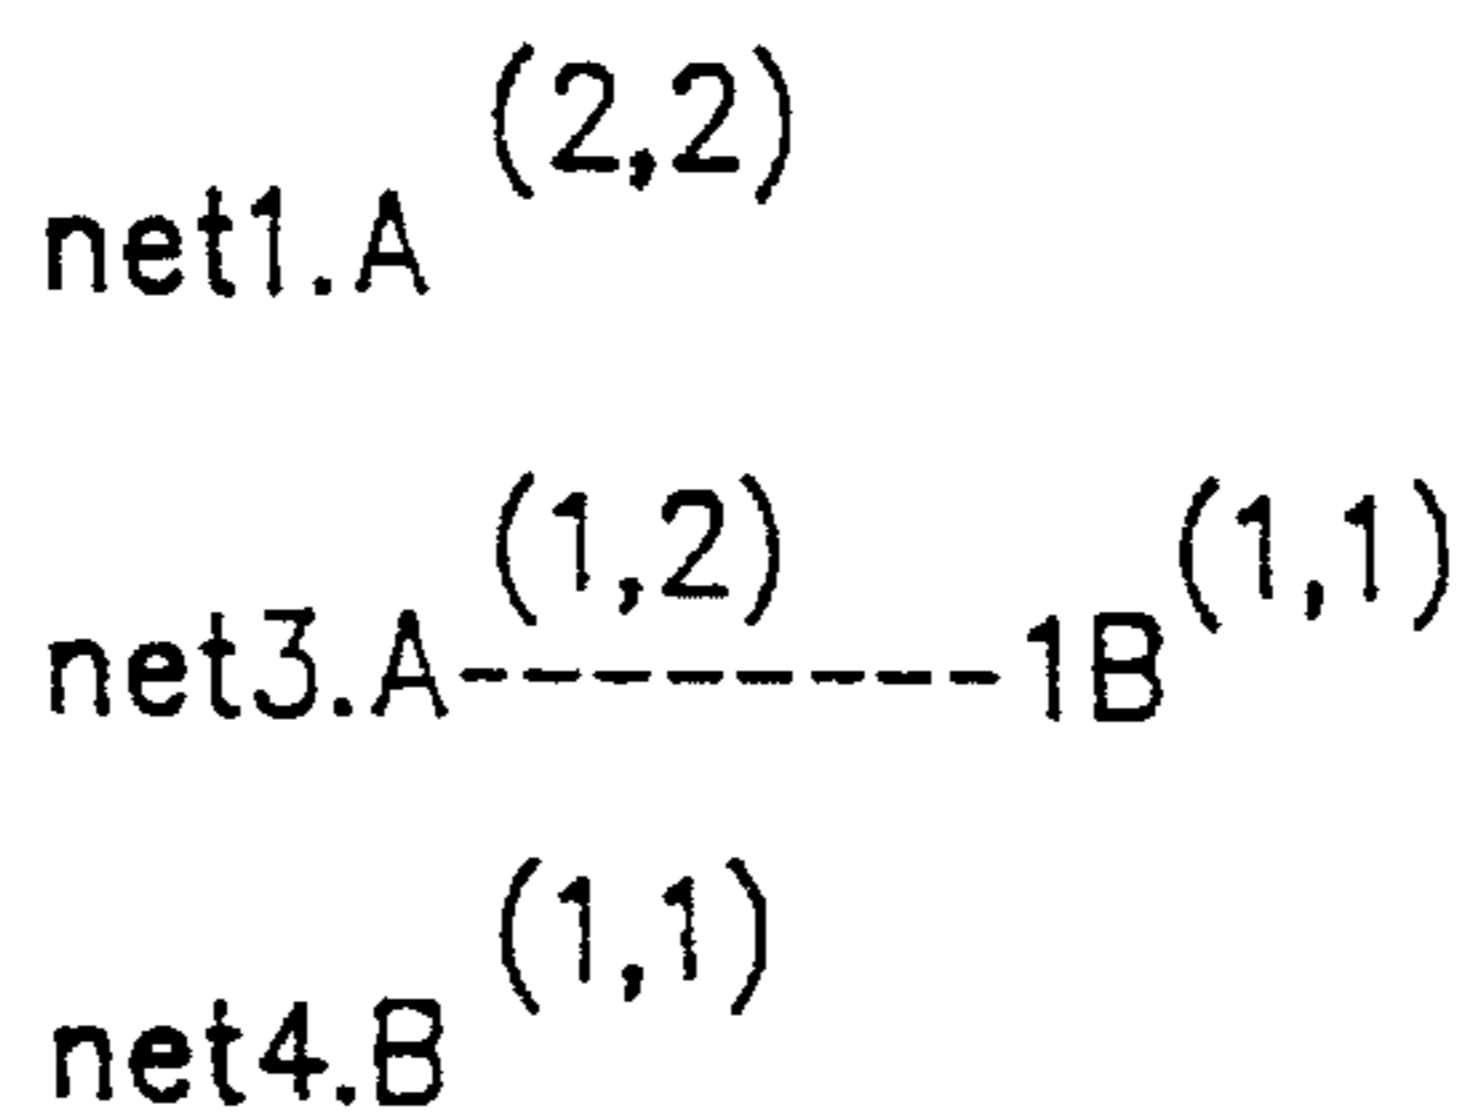 net1.A (2,2)
net3.A (1,2) --------1B (1,1)
net4.B (1,1)